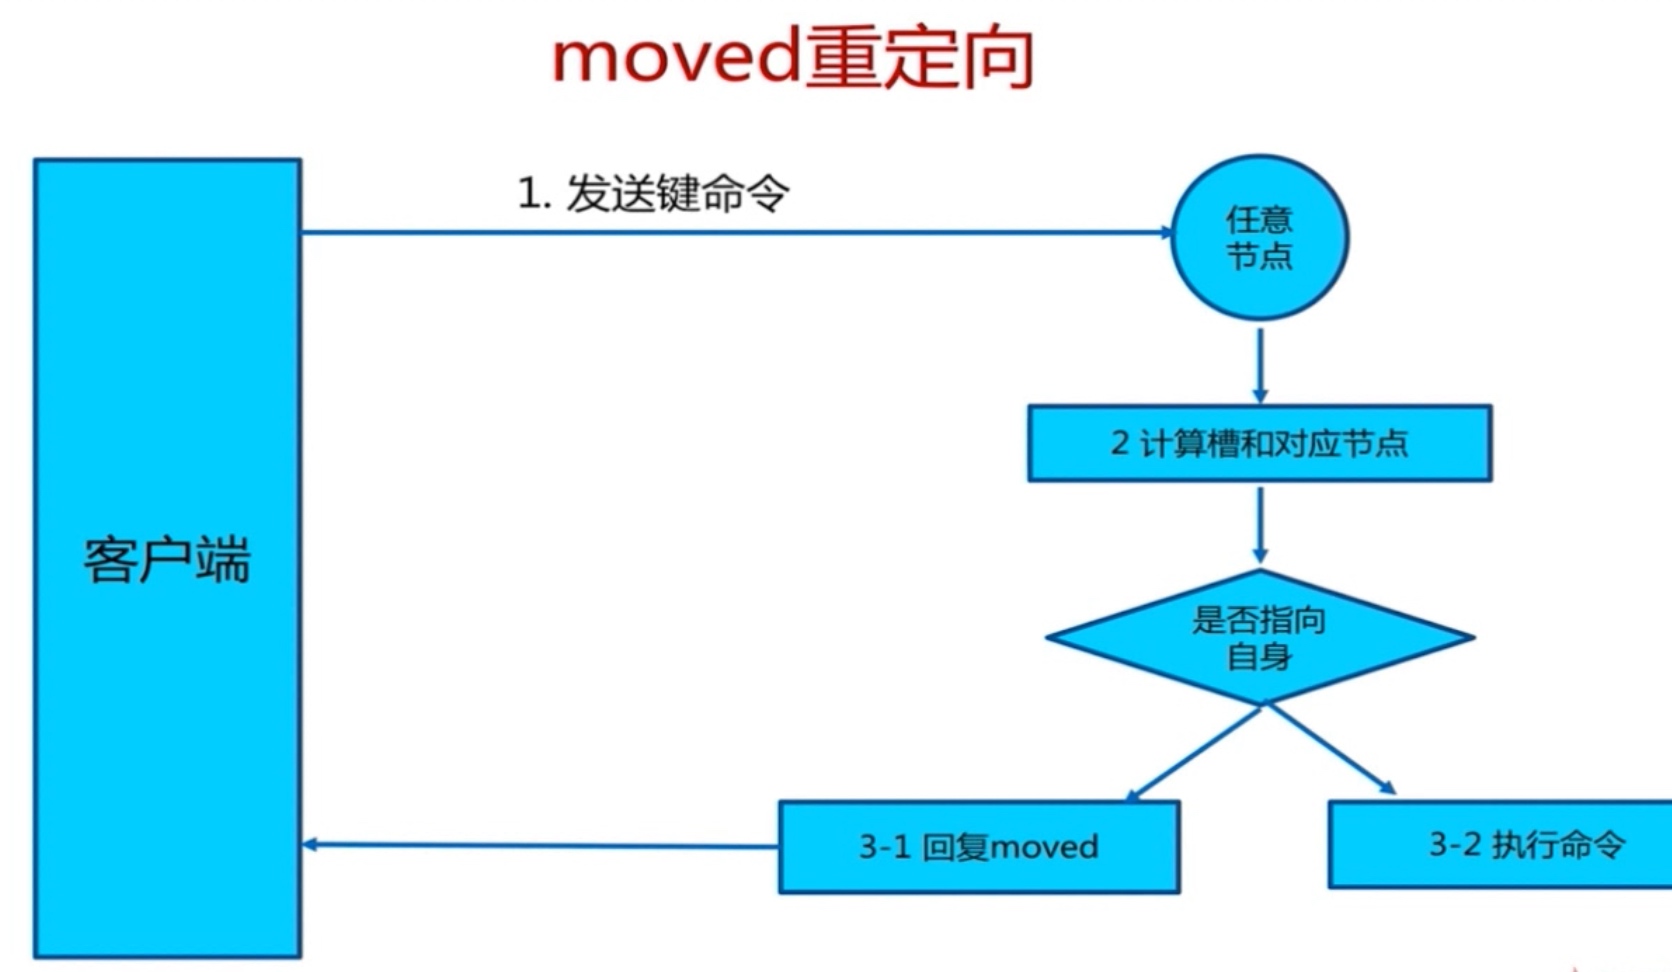 moved重定向
1. 发送键命令
任意
节点
2 计算槽和对应节点
客户端
是否指向
自身
3-1 回复moved
3-2 执行命令